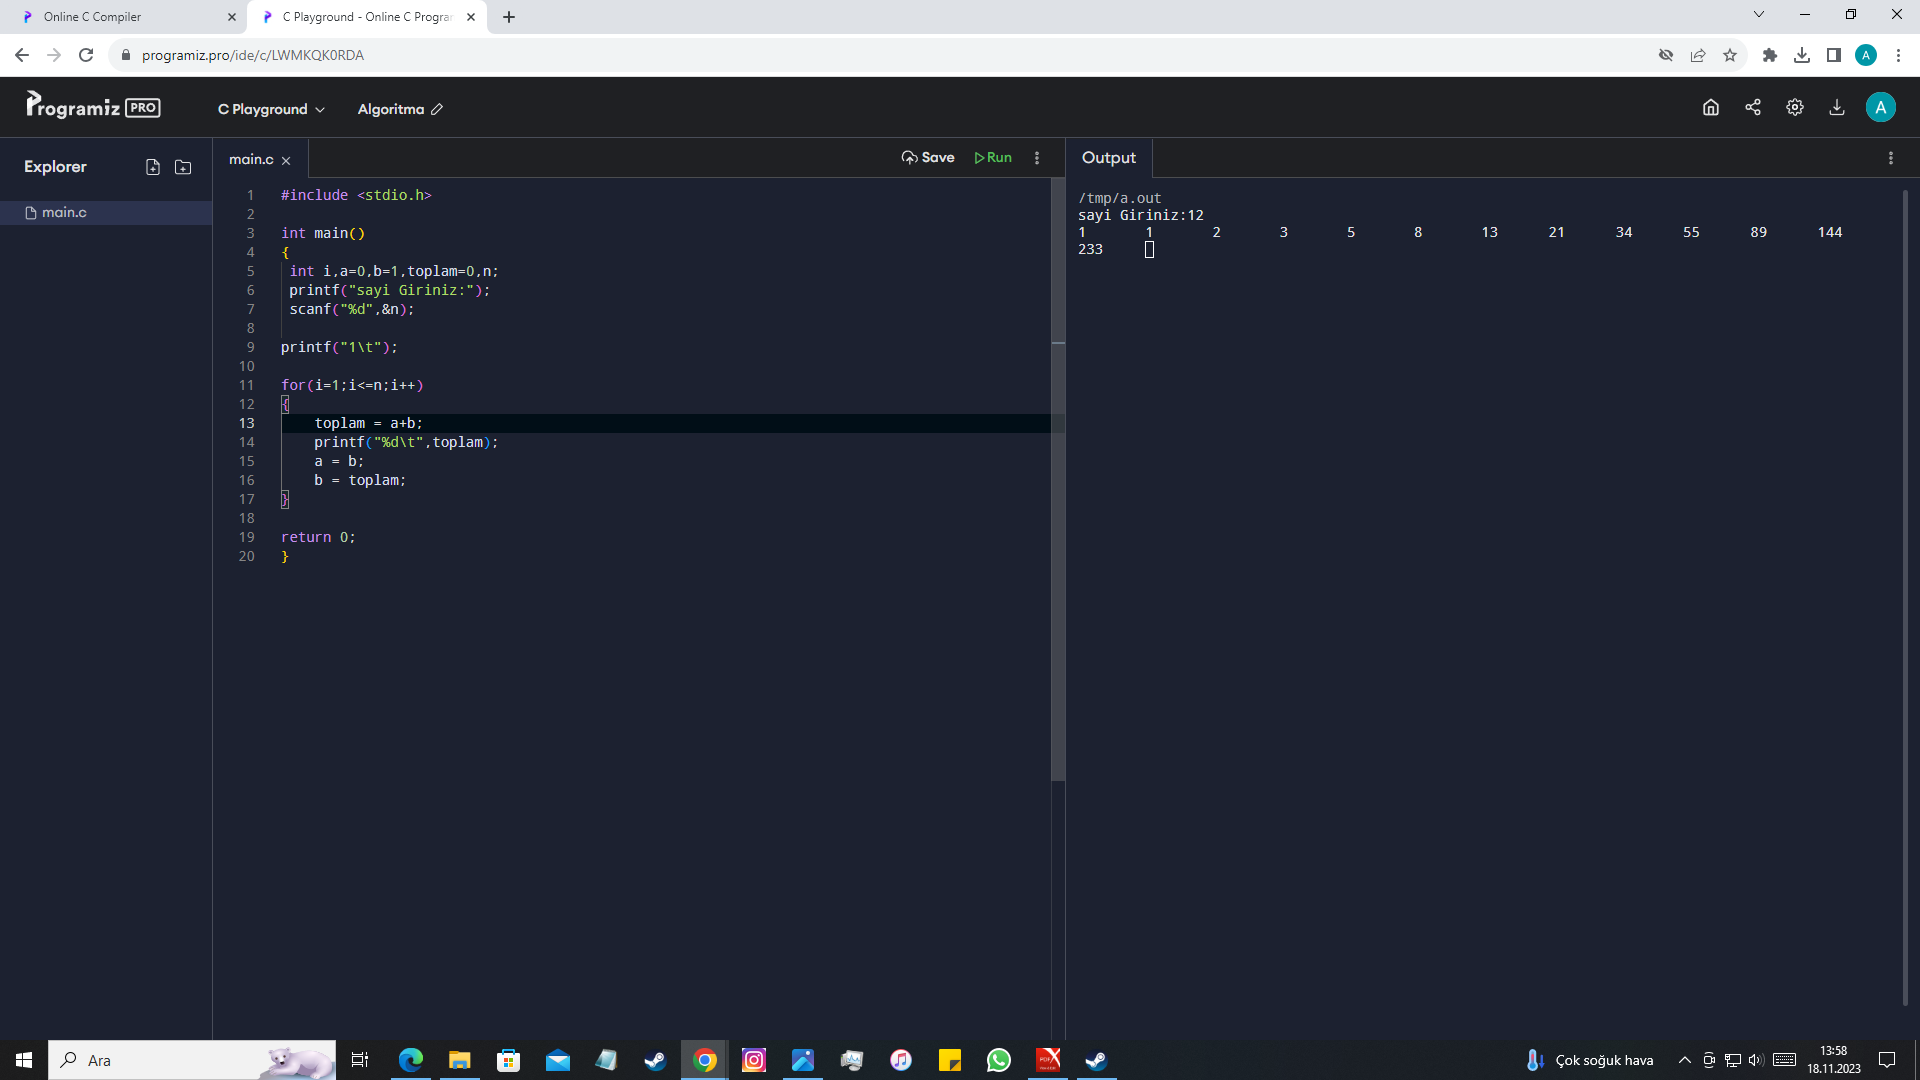 Online C Compiler
C Playground - Online C Progra
programiz.pro/ide/c/LWMKQK0RDA
A
Programiz PRO
C Playground
Algoritma
A
Explorer
main.c
main.c
Save
Run
Output
1 #include <stdio.h>
2
3 int main()
4 {
5 int i,a=0,b=1,toplam=0,n;
6 printf("sayi Giriniz:");
7 scanf("%d",&n);
8
9 printf("1\t");
10
11 for(i=1;i<=n;i++)
12 {
13 toplam = a+b;
14 printf("%d\t",toplam);
15 a = b;
16 b = toplam;
17 }
18
19 return 0;
20 }
/tmp/a.out
sayi Giriniz:12
1 1 2 3 5 8 13 21 34 55 89 144
233
Ara
Çok soğuk hava
13:58
18.11.2023